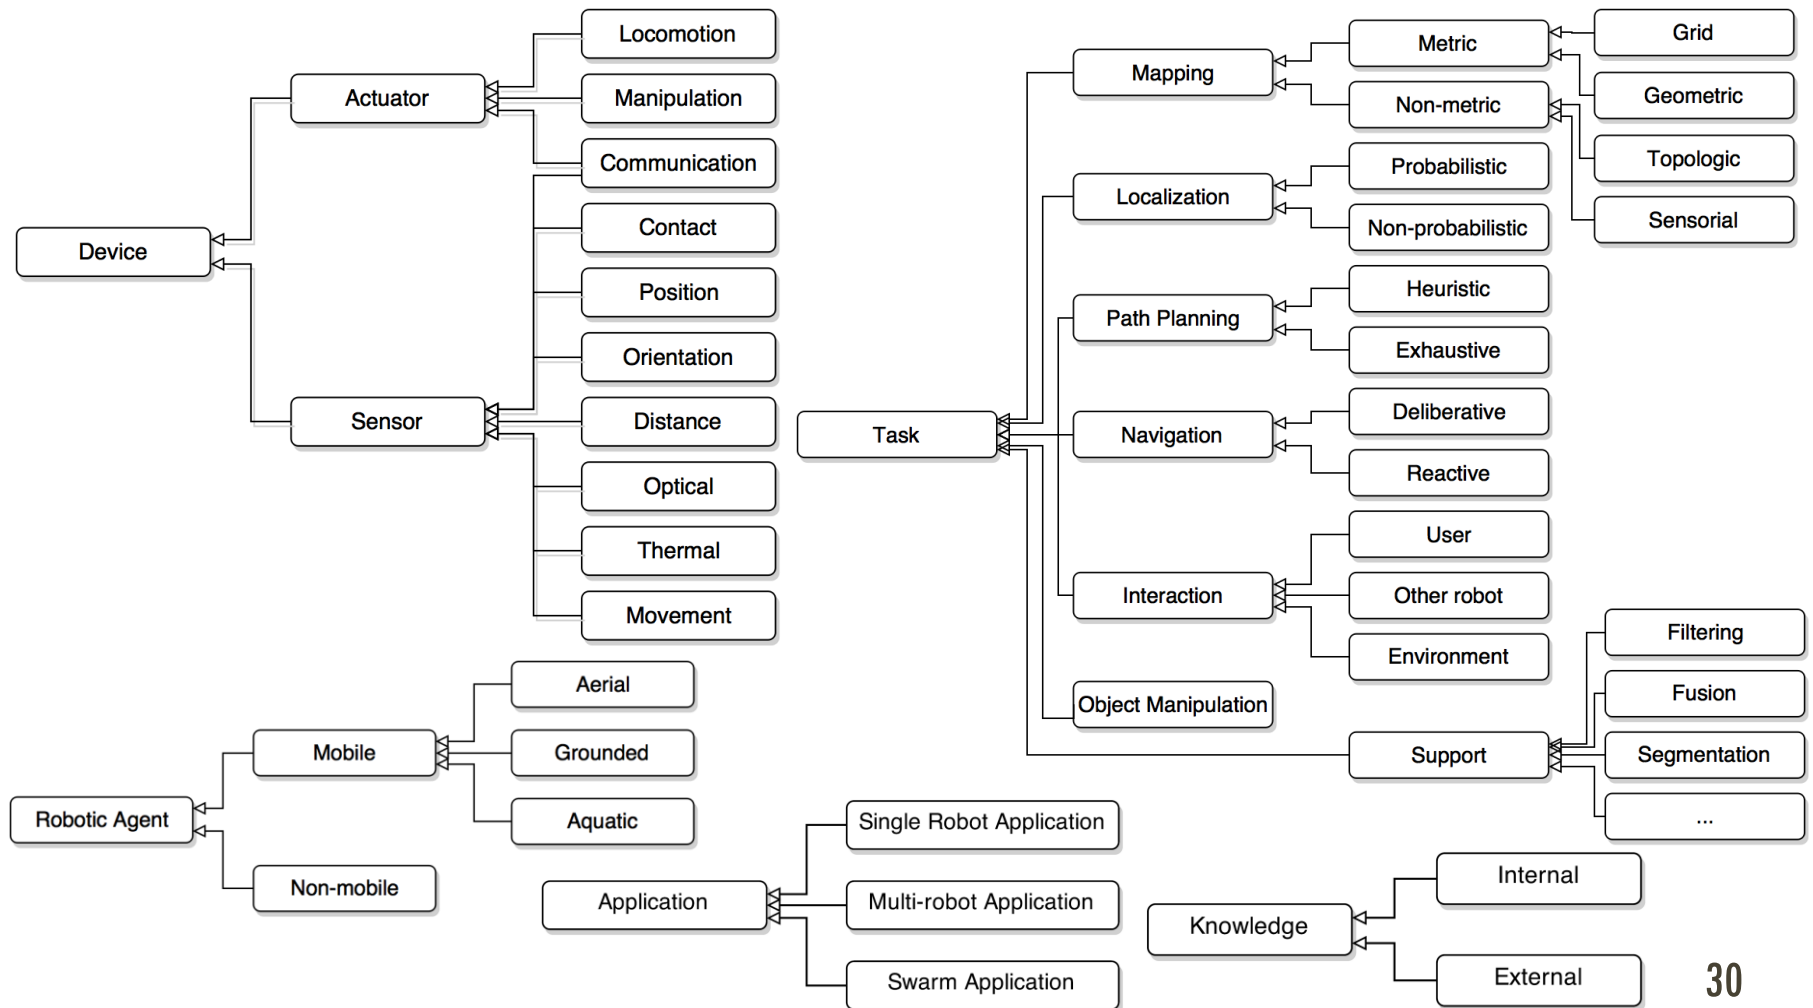 Device
Actuator
Sensor
Locomotion
Manipulation
Communication
Contact
Position
Orientation
Distance
Optical
Thermal
Movement
Task
Mapping
Localization
Path Planning
Navigation
Interaction
Object Manipulation
Support
Metric
Non-metric
Probabilistic
Non-probabilistic
Heuristic
Exhaustive
Deliberative
Reactive
User
Other robot
Environment
Grid
Geometric
Topologic
Sensorial
Filtering
Fusion
Segmentation
...
Robotic Agent
Mobile
Non-mobile
Aerial
Grounded
Aquatic
Application
Single Robot Application
Multi-robot Application
Swarm Application
Knowledge
Internal
External
30